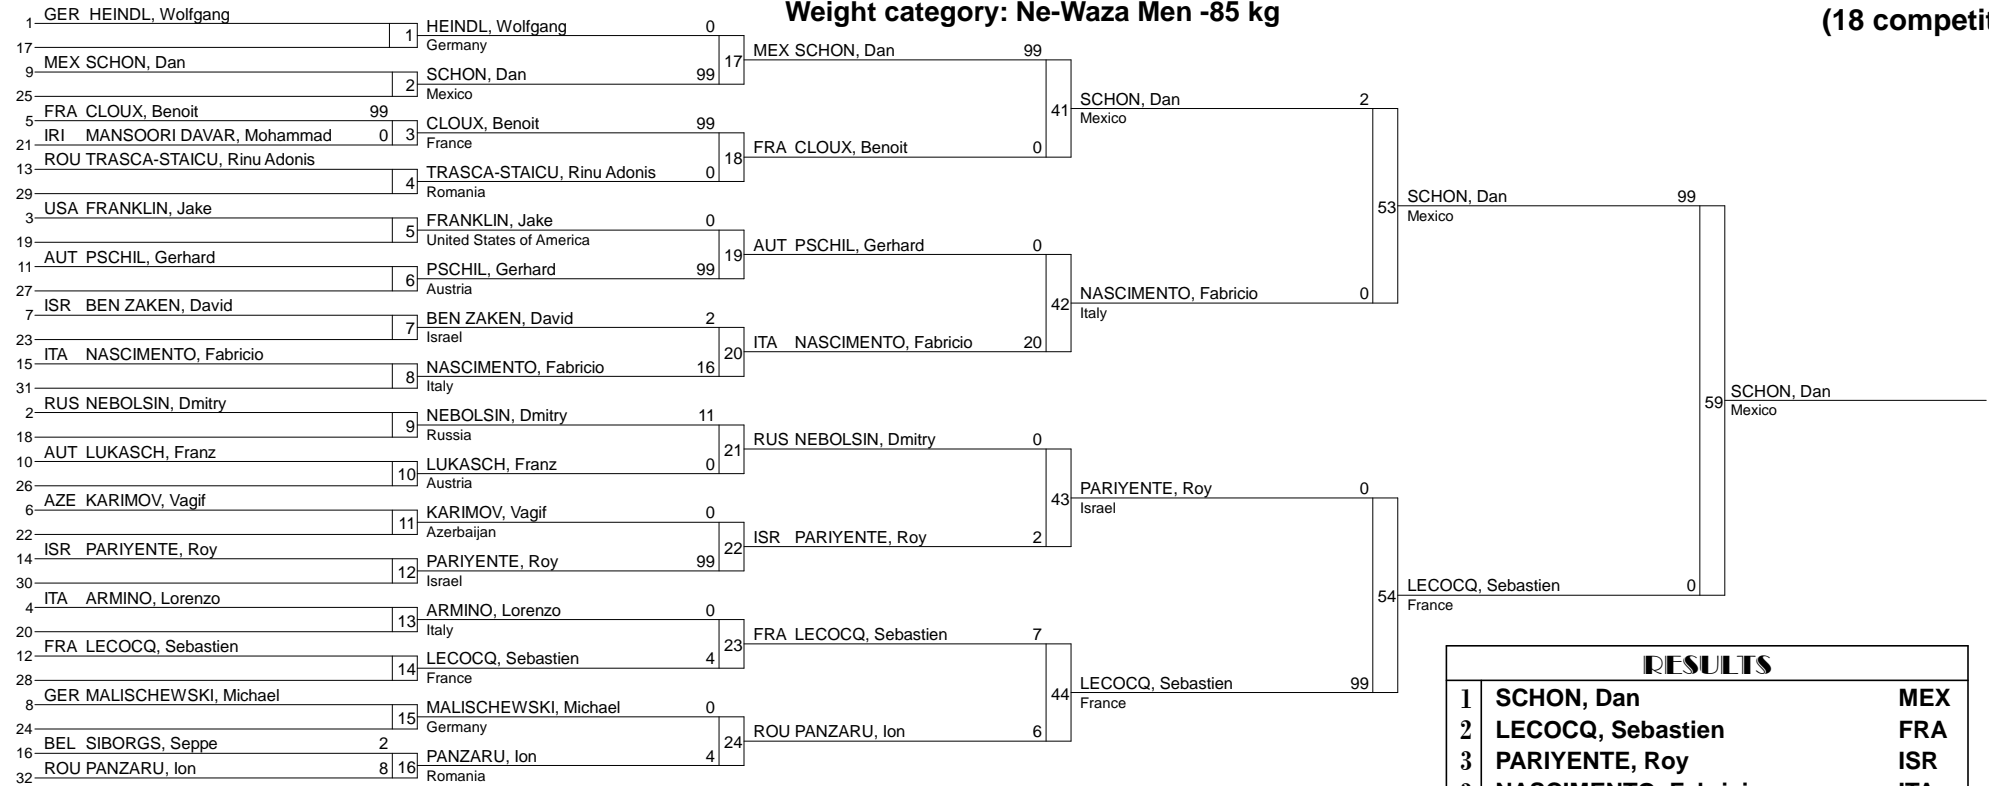 Weight category: Ne-Waza Men -85 kg
(18 competit
1 GER HEINDL, Wolfgang
17
1
9 MEX SCHON, Dan
25
2
5 FRA CLOUX, Benoit 99
21 IRI MANSOORI DAVAR, Mohammad 0
3
13 ROU TRASCA-STAICU, Rinu Adonis
29
4
3 USA FRANKLIN, Jake
19
5
11 AUT PSCHIL, Gerhard
27
6
7 ISR BEN ZAKEN, David
23
7
15 ITA NASCIMENTO, Fabricio
31
8
2 RUS NEBOLSIN, Dmitry
18
9
10 AUT LUKASCH, Franz
26
10
6 AZE KARIMOV, Vagif
22
11
14 ISR PARIYENTE, Roy
30
12
4 ITA ARMINO, Lorenzo
20
13
12 FRA LECOCQ, Sebastien
28
14
8 GER MALISCHEWSKI, Michael
24
15
16 BEL SIBORGS, Seppe 2
32 ROU PANZARU, Ion 8
16
HEINDL, Wolfgang 0
Germany
17
SCHON, Dan 99
Mexico
CLOUX, Benoit 99
France
18
TRASCA-STAICU, Rinu Adonis 0
Romania
FRANKLIN, Jake 0
United States of America
19
PSCHIL, Gerhard 99
Austria
BEN ZAKEN, David 2
Israel
20
NASCIMENTO, Fabricio 16
Italy
NEBOLSIN, Dmitry 11
Russia
21
LUKASCH, Franz 0
Austria
KARIMOV, Vagif 0
Azerbaijan
22
PARIYENTE, Roy 99
Israel
ARMINO, Lorenzo 0
Italy
23
LECOCQ, Sebastien 4
France
MALISCHEWSKI, Michael 0
Germany
24
PANZARU, Ion 4
Romania
MEX SCHON, Dan 99
41
FRA CLOUX, Benoit 0
AUT PSCHIL, Gerhard 0
42
ITA NASCIMENTO, Fabricio 20
RUS NEBOLSIN, Dmitry 0
43
ISR PARIYENTE, Roy 2
FRA LECOCQ, Sebastien 7
44
ROU PANZARU, Ion 6
SCHON, Dan 2
Mexico
53
NASCIMENTO, Fabricio 0
Italy
PARIYENTE, Roy 0
Israel
54
LECOCQ, Sebastien 99
France
SCHON, Dan 99
Mexico
59
LECOCQ, Sebastien 0
France
SCHON, Dan
Mexico
RESULTS
1 SCHON, Dan MEX
2 LECOCQ, Sebastien FRA
3 PARIYENTE, Roy ISR
3 NASCIMENTO, Fabricio ITA